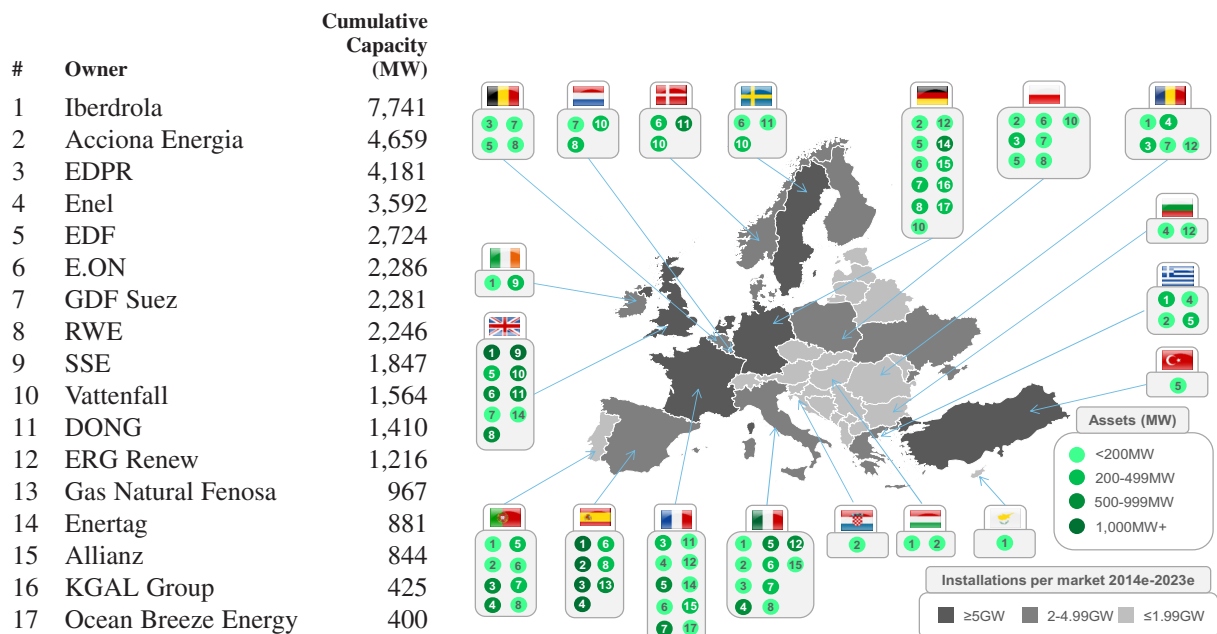 Cumulative
Capacity
# Owner (MW)
1 Iberdrola 7,741
2 Acciona Energia 4,659
3 EDPR 4,181
4 Enel 3,592
5 EDF 2,724
6 E.ON 2,286
7 GDF Suez 2,281
8 RWE 2,246
9 SSE 1,847
10 Vattenfall 1,564
11 DONG 1,410
12 ERG Renew 1,216
13 Gas Natural Fenosa 967
14 Enertag 881
15 Allianz 844
16 KGAL Group 425
17 Ocean Breeze Energy 400
3 7
5 8
7 10
8
6 11
10
6 11
10
2 12
5 14
6 15
7 16
8 17
10
2 6 10
3 7
5 8
1 4
3 7 12
4 12
1 9
1 4
2 5
1 9
5 10
6 11
7 14
8
5
Assets (MW)
<200MW
200-499MW
500-999MW
1,000MW+
1 5
2 6
3 7
4 8
1 6
2 8
3 13
4
3 11
4 12
5 14
6 15
7 17
1 5 12
2 6 15
3 7
4 8
2
1 2
1
Installations per market 2014e-2023e
≥5GW 2-4.99GW ≤1.99GW